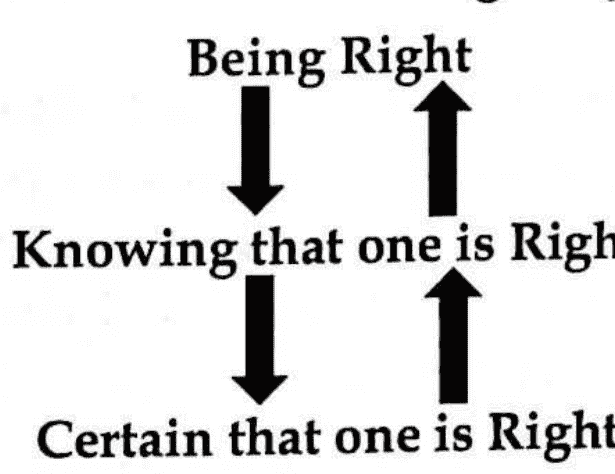 Being Right
Knowing that one is Righ
Certain that one is Right